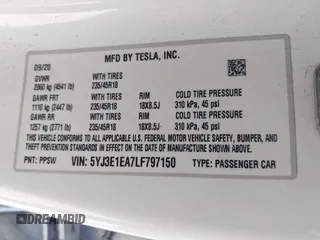 MFD BY TESLA, INC.
09/20
GVWR WITH TIRES
2060 kg (4541 lb) 235/45R18
GAWR FRT WITH TIRES RIM COLD TIRE PRESSURE
1110 kg (2447 lb) 235/45R18 18X8.5J 310 kPa, 45 psi
GAWR RR WITH TIRES RIM COLD TIRE PRESSURE
1257 kg (2771 lb) 235/45R18 18X8.5J 310 kPa, 45 psi
THIS VEHICLE CONFORMS TO ALL APPLICABLE U.S. FEDERAL MOTOR VEHICLE SAFETY, BUMPER, AND
THEFT PREVENTION STANDARDS IN EFFECT ON THE DATE OF MANUFACTURE SHOWN ABOVE.
PNT: PPSW VIN: 5YJ3E1EA7LF797150 TYPE: PASSENGER CAR
DREAMBID